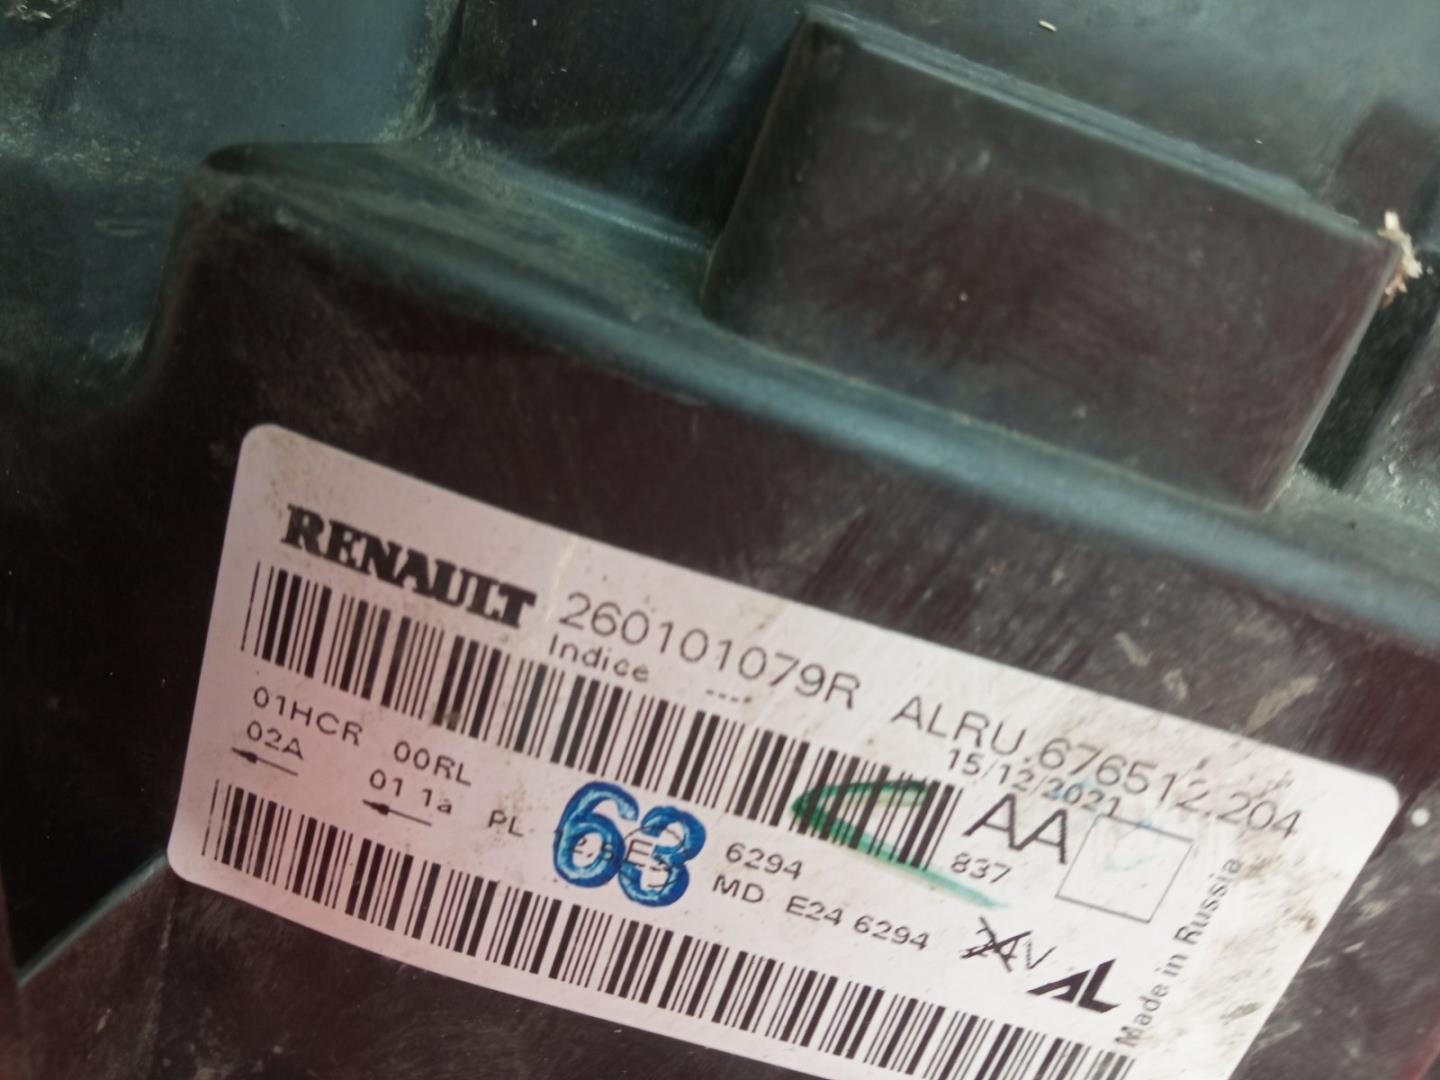 RENAULT 260101079R ALRU.676512.204
Indice ---- 15/12/2021
01HCR 00RL AA
02A 01 1a PL 63 6294 837
MD E24 6294 24V AL
Made in Russia